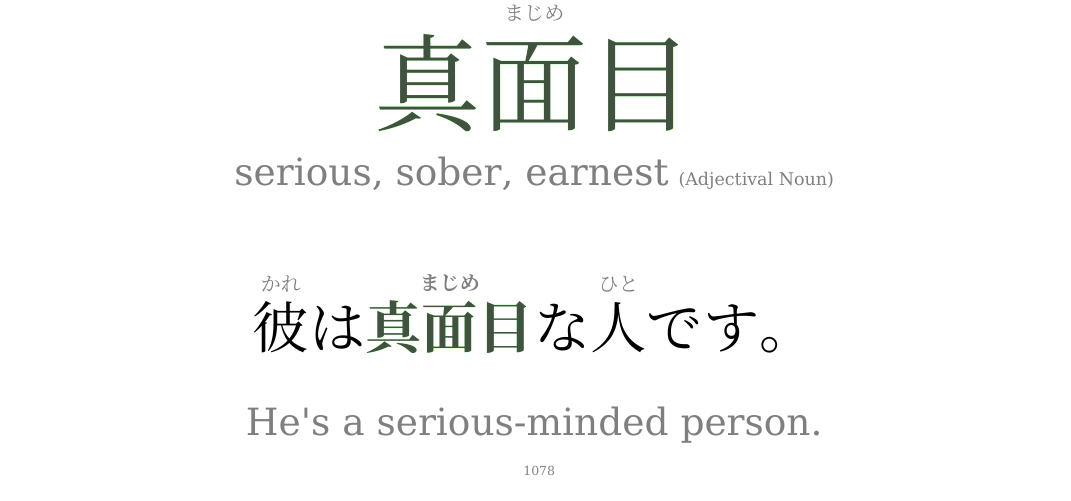 まじめ
真面目
serious, sober, earnest (Adjectival Noun)
かれ まじめ ひと
彼は真面目な人です。
He's a serious-minded person.
1078